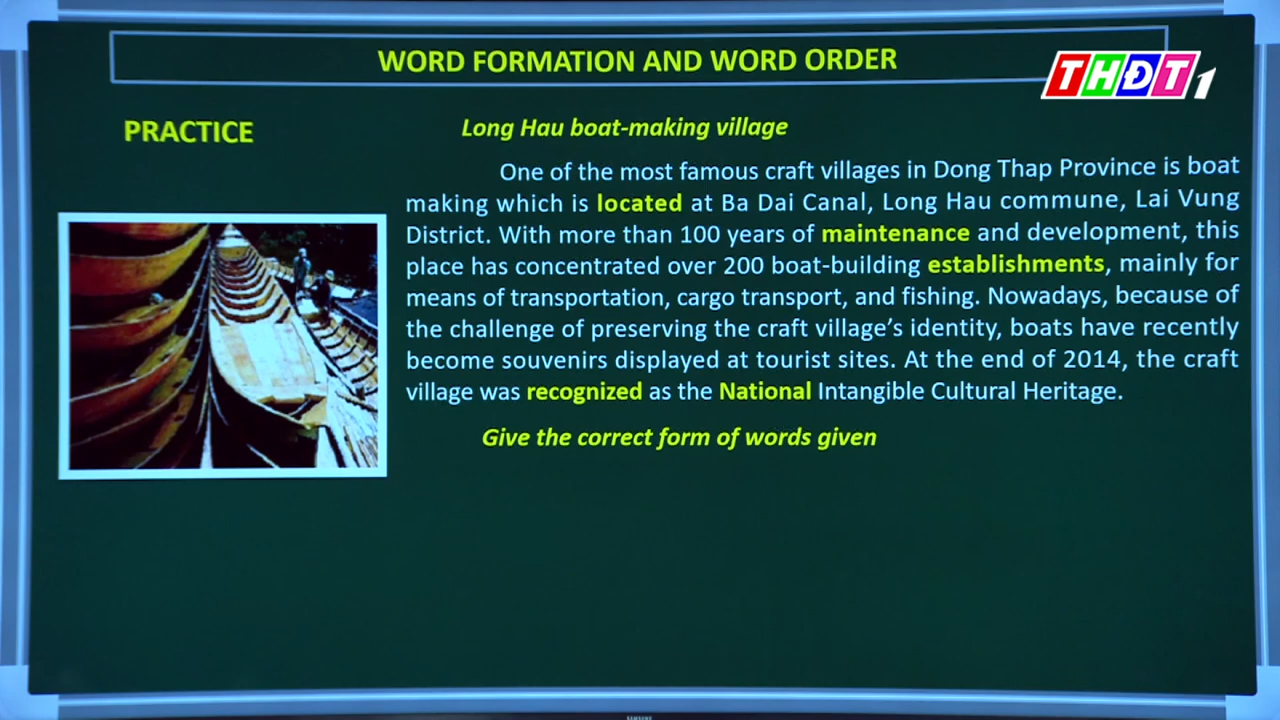 WORD FORMATION AND WORD ORDER
THĐT1
PRACTICE
Long Hau boat-making village
One of the most famous craft villages in Dong Thap Province is boat
making which is located at Ba Dai Canal, Long Hau commune, Lai Vung
District. With more than 100 years of maintenance and development, this
place has concentrated over 200 boat-building establishments, mainly for
means of transportation, cargo transport, and fishing. Nowadays, because of
the challenge of preserving the craft village's identity, boats have recently
become souvenirs displayed at tourist sites. At the end of 2014, the craft
village was recognized as the National Intangible Cultural Heritage.
Give the correct form of words given
SAMSUNG